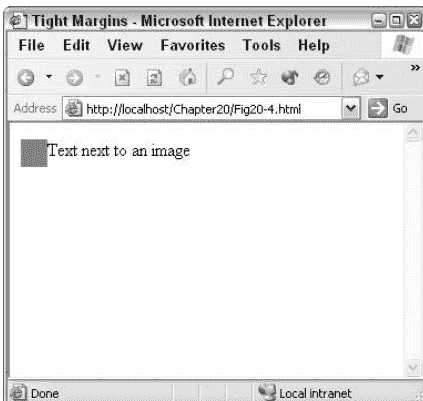 Tight Margins - Microsoft Internet Explorer
File Edit View Favorites Tools Help
»
Address http://localhost/Chapter20/Fig20-4.html Go
Text next to an image
Done Local intranet